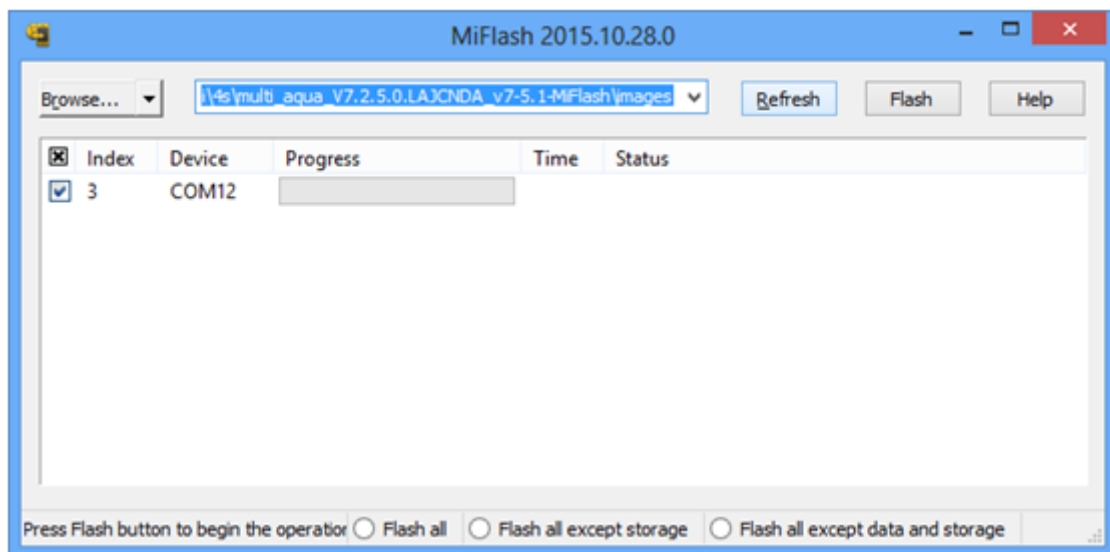 MiFlash 2015.10.28.0
Browse... i\4s\multi_aqua_V7.2.5.0.LAJCNDA_v7-5.1-MiFlash\images Refresh Flash Help
Index Device Progress Time Status
3 COM12
Press Flash button to begin the operation Flash all Flash all except storage Flash all except data and storage